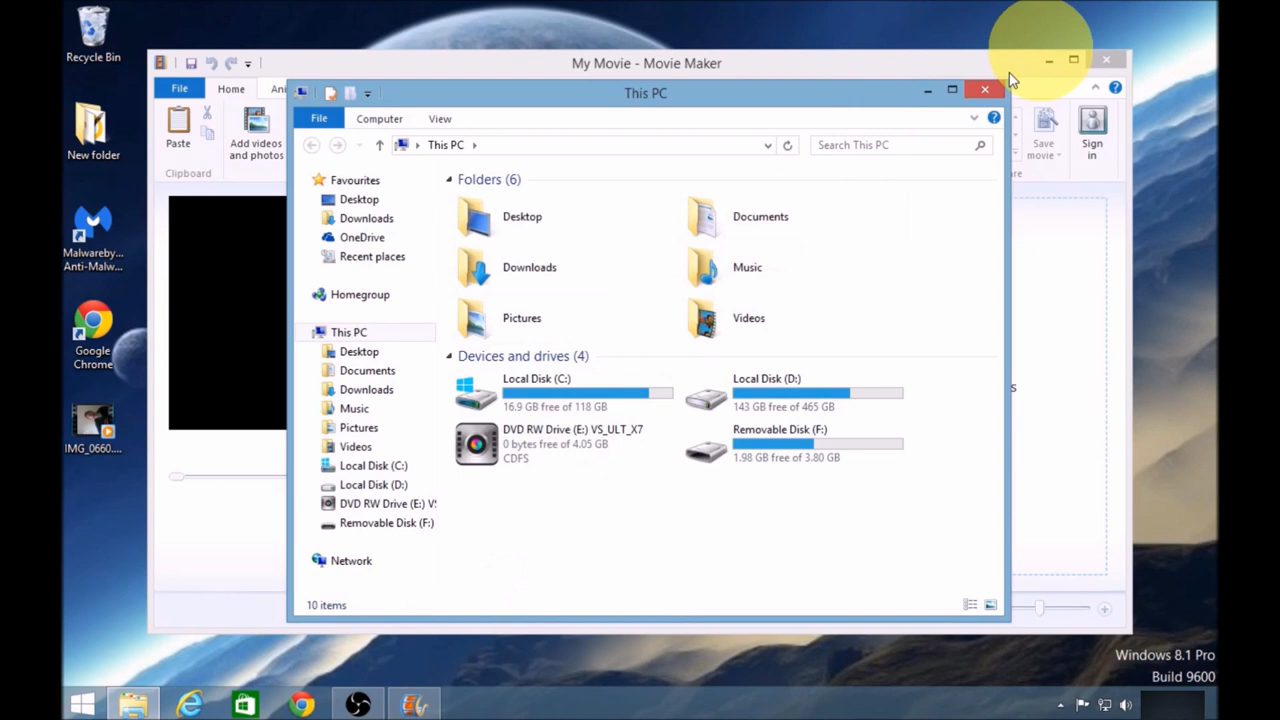 Recycle Bin
New folder
Malwareby...
Anti-Malw...
Google
Chrome
IMG_0660....
My Movie - Movie Maker
File
Home
Ani
Paste
Add videos
and photos
Clipboard
Save
movie
Sign
in
re
s
This PC
File
Computer
View
This PC
Search This PC
Favourites
Desktop
Downloads
OneDrive
Recent places
Homegroup
This PC
Desktop
Documents
Downloads
Music
Pictures
Videos
Local Disk (C:)
Local Disk (D:)
DVD RW Drive (E:) VS
Removable Disk (F:)
Network
Folders (6)
Desktop
Documents
Downloads
Music
Pictures
Videos
Devices and drives (4)
Local Disk (C:)
16.9 GB free of 118 GB
Local Disk (D:)
143 GB free of 465 GB
DVD RW Drive (E:) VS_ULT_X7
0 bytes free of 4.05 GB
CDFS
Removable Disk (F:)
1.98 GB free of 3.80 GB
10 items
Windows 8.1 Pro
Build 9600